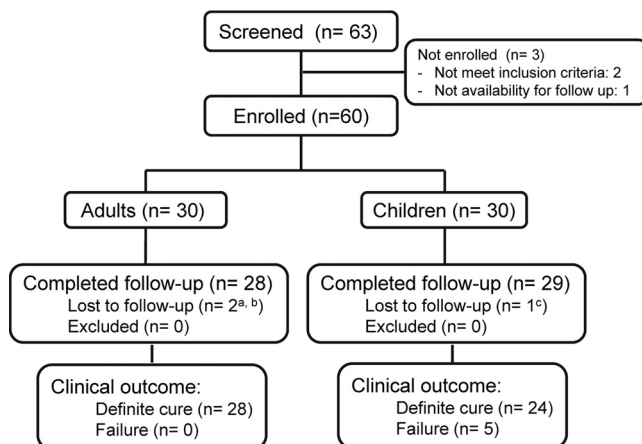 Screened (n= 63)
Not enrolled (n= 3)
- Not meet inclusion criteria: 2
- Not availability for follow up: 1
Enrolled (n=60)
Adults (n= 30)
Children (n= 30)
Completed follow-up (n= 28)
Lost to follow-up (n= 2ᵃ, ᵇ)
Excluded (n= 0)
Completed follow-up (n= 29)
Lost to follow-up (n= 1ᶜ)
Excluded (n= 0)
Clinical outcome:
Definite cure (n= 28)
Failure (n= 0)
Clinical outcome:
Definite cure (n= 24)
Failure (n= 5)